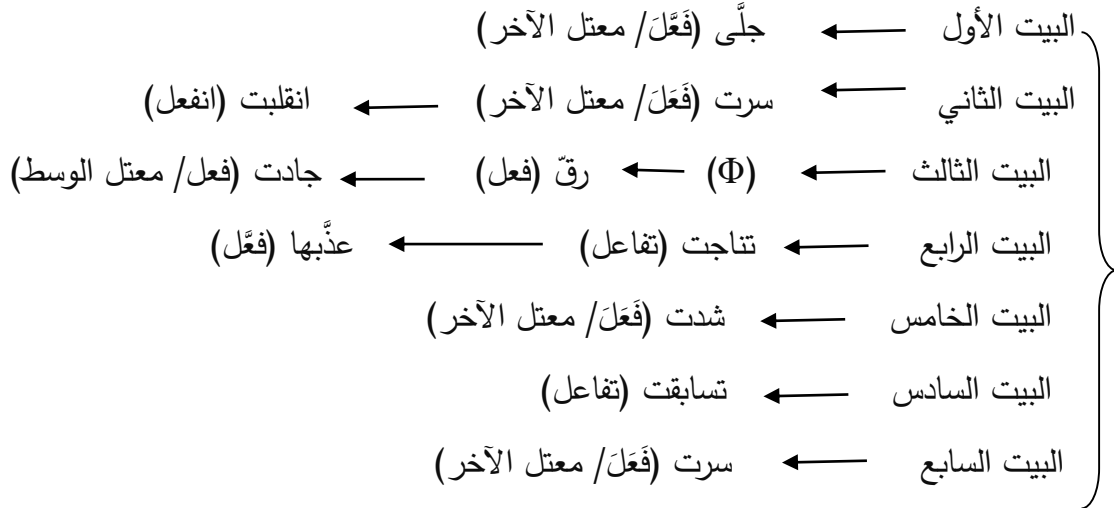 البيت الأول ← جلَّى (فَعَّلَ/ معتل الآخر)
البيت الثاني ← سرت (فَعَلَ/ معتل الآخر) ← انقلبت (انفعل)
البيت الثالث ← (Φ) ← رقّ (فعل) ← جادت (فعل/ معتل الوسط)
البيت الرابع ← تناجت (تفاعل) ← عذَّبها (فعَّل)
البيت الخامس ← شدت (فَعَلَ/ معتل الآخر)
البيت السادس ← تسابقت (تفاعل)
البيت السابع ← سرت (فَعَلَ/ معتل الآخر)